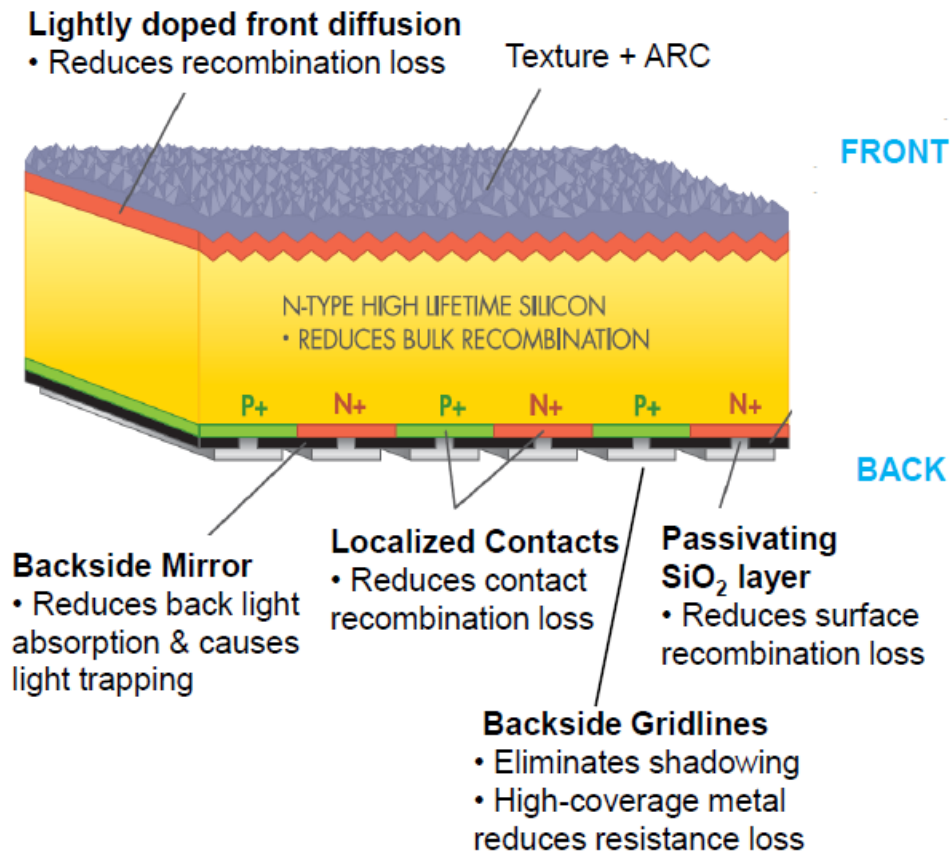 Lightly doped front diffusion
• Reduces recombination loss
Texture + ARC
FRONT
N-TYPE HIGH LIFETIME SILICON
• REDUCES BULK RECOMBINATION
P+ N+ P+ N+ P+ N+
BACK
Backside Mirror
• Reduces back light
absorption & causes
light trapping
Localized Contacts
• Reduces contact
recombination loss
Passivating
SiO₂ layer
• Reduces surface
recombination loss
Backside Gridlines
• Eliminates shadowing
• High-coverage metal
reduces resistance loss